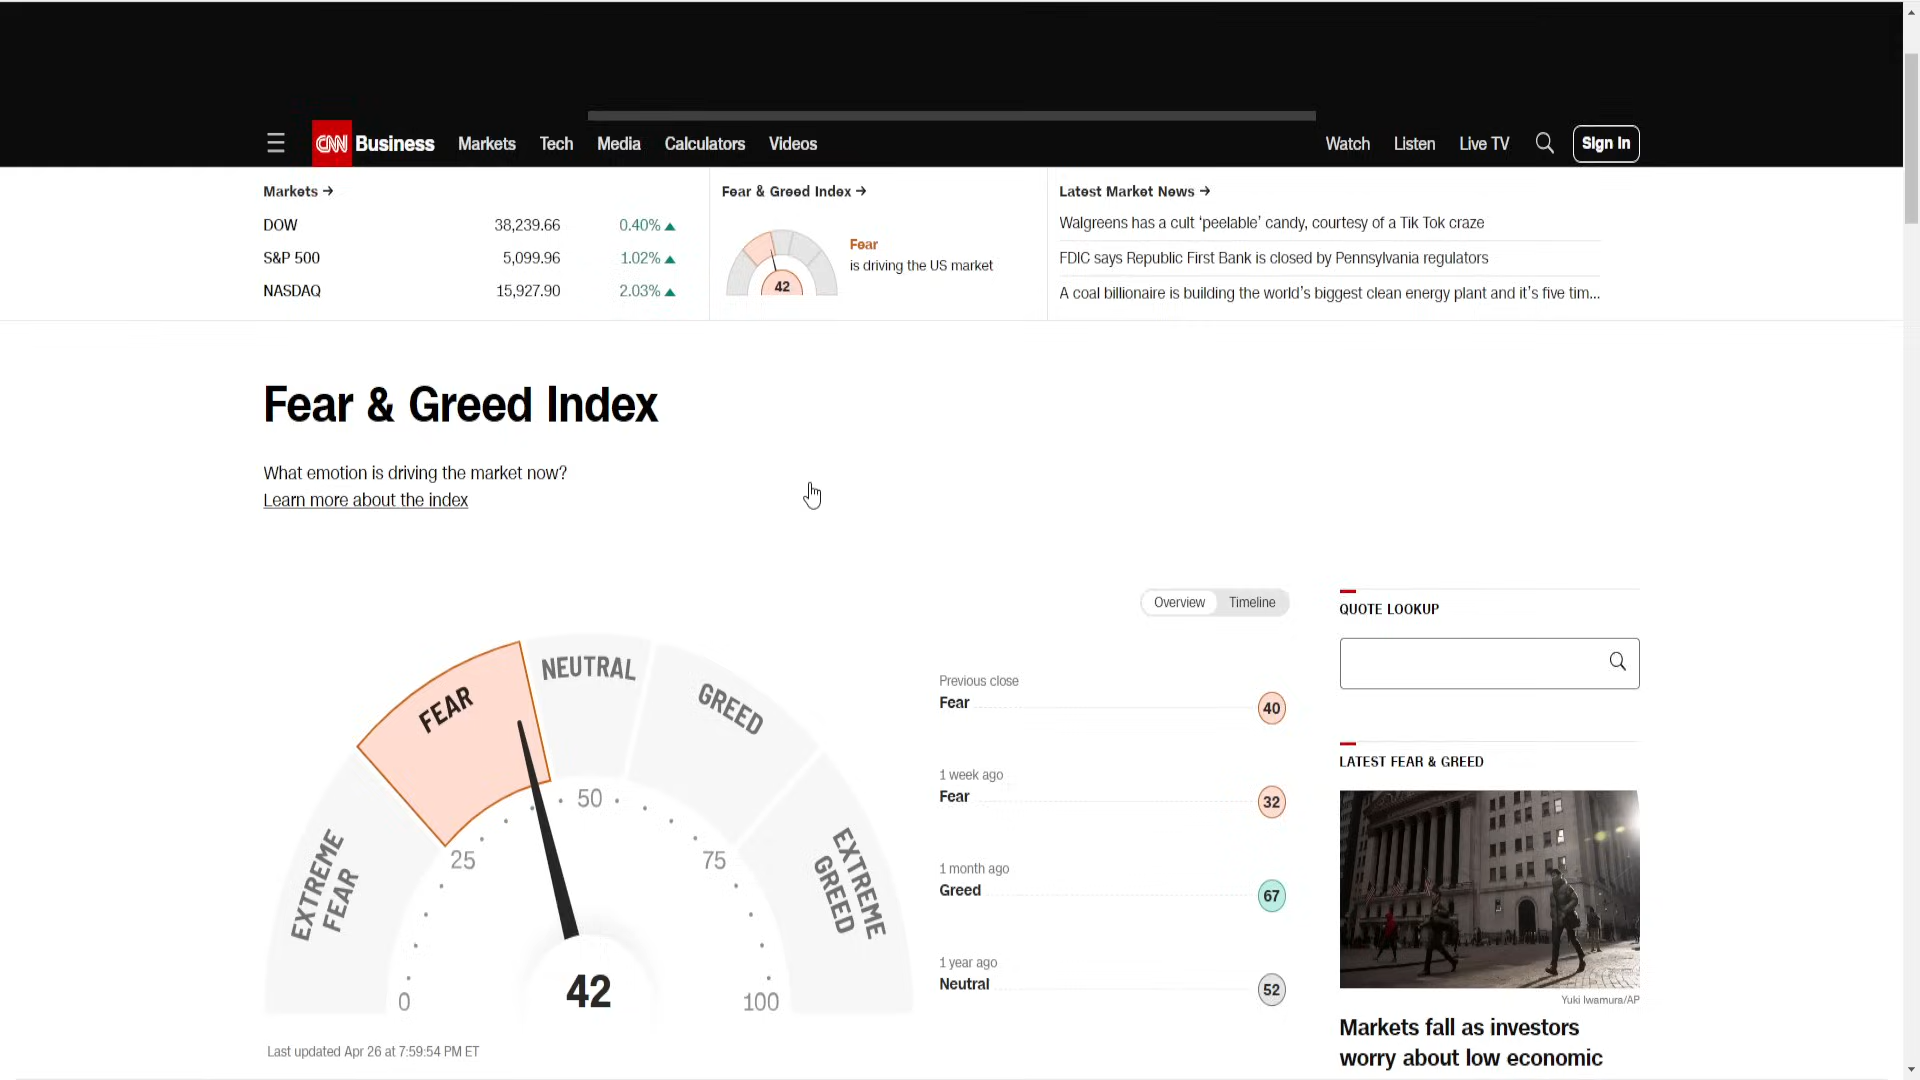 CNN Business Markets Tech Media Calculators Videos Watch Listen Live TV Sign In
Markets →
DOW 38,239.66 0.40%
S&P 500 5,099.96 1.02%
NASDAQ 15,927.90 2.03%
Fear & Greed Index →
Fear
is driving the US market
42
Latest Market News →
Walgreens has a cult ‘peelable’ candy, courtesy of a Tik Tok craze
FDIC says Republic First Bank is closed by Pennsylvania regulators
A coal billionaire is building the world’s biggest clean energy plant and it’s five tim...
Fear & Greed Index
What emotion is driving the market now?
Learn more about the index
Overview Timeline
EXTREME
FEAR
FEAR
NEUTRAL
GREED
EXTREME
GREED
0
25
50
75
100
42
Last updated Apr 26 at 7:59:54 PM ET
Previous close
Fear 40
1 week ago
Fear 32
1 month ago
Greed 67
1 year ago
Neutral 52
QUOTE LOOKUP
LATEST FEAR & GREED
Yuki Iwamura/AP
Markets fall as investors
worry about low economic